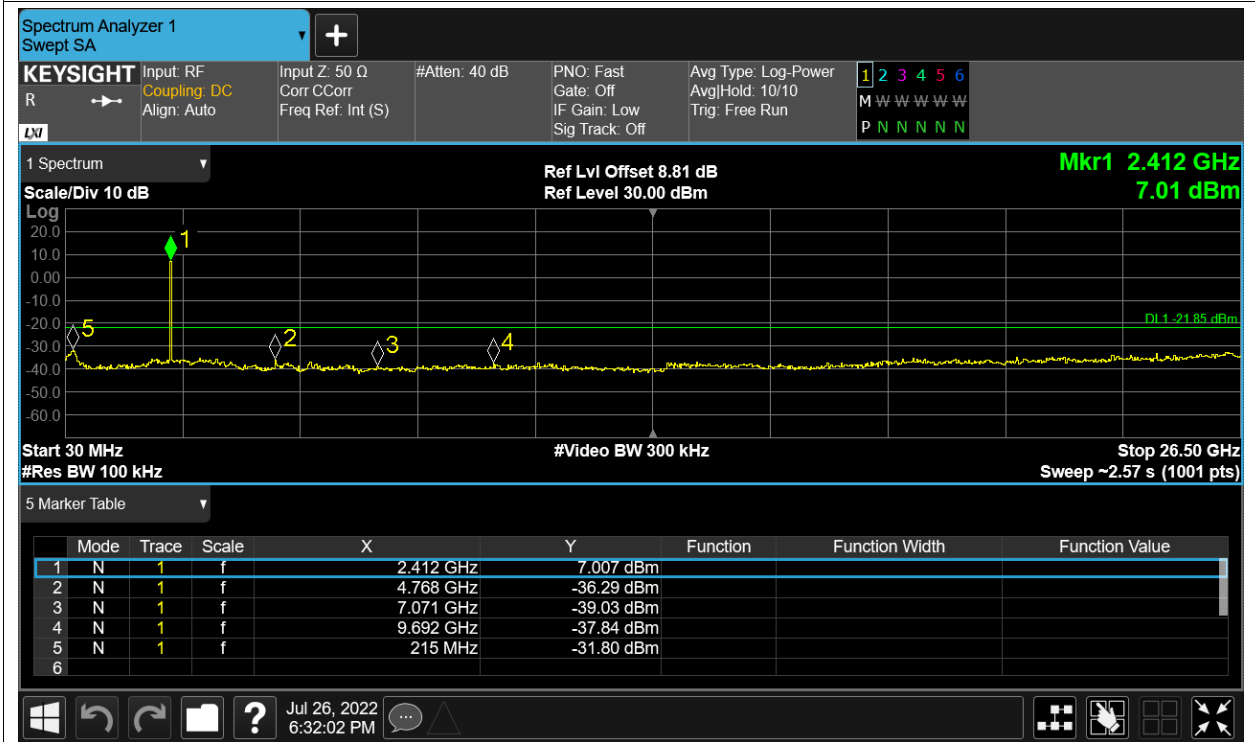 Spectrum Analyzer 1
Swept SA
+
KEYSIGHT
R
LXI
Input: RF
Coupling: DC
Align: Auto
Input Z: 50 Ω
Corr CCorr
Freq Ref: Int (S)
#Atten: 40 dB
PNO: Fast
Gate: Off
IF Gain: Low
Sig Track: Off
Avg Type: Log-Power
Avg|Hold: 10/10
Trig: Free Run
1 2 3 4 5 6
M W W W W W
P N N N N N
1 Spectrum
Scale/Div 10 dB
Ref Lvl Offset 8.81 dB
Ref Level 30.00 dBm
Mkr1 2.412 GHz
7.01 dBm
Log
20.0
10.0
0.00
-10.0
-20.0
-30.0
-40.0
-50.0
-60.0
1
5
2
3
4
DL1 -21.85 dBm
Start 30 MHz
#Video BW 300 kHz
Stop 26.50 GHz
#Res BW 100 kHz
Sweep ~2.57 s (1001 pts)
5 Marker Table
Mode Trace Scale X Y Function Function Width Function Value
1 N 1 f 2.412 GHz 7.007 dBm
2 N 1 f 4.768 GHz -36.29 dBm
3 N 1 f 7.071 GHz -39.03 dBm
4 N 1 f 9.692 GHz -37.84 dBm
5 N 1 f 215 MHz -31.80 dBm
6
?
Jul 26, 2022
6:32:02 PM